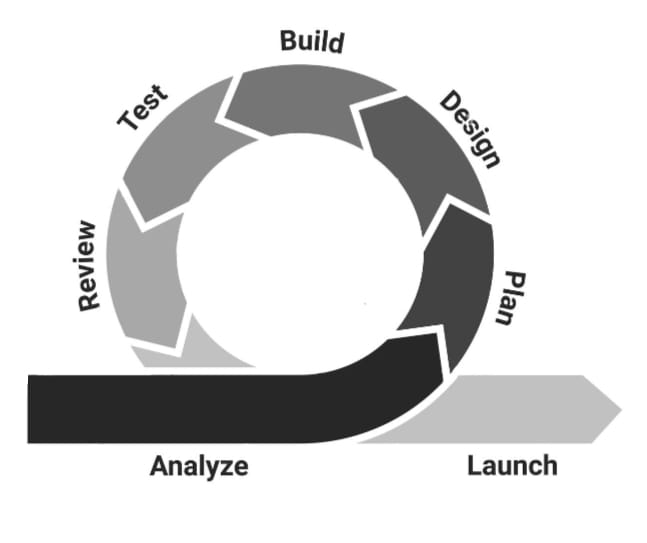 Build
Test
Design
Review
Plan
Analyze
Launch